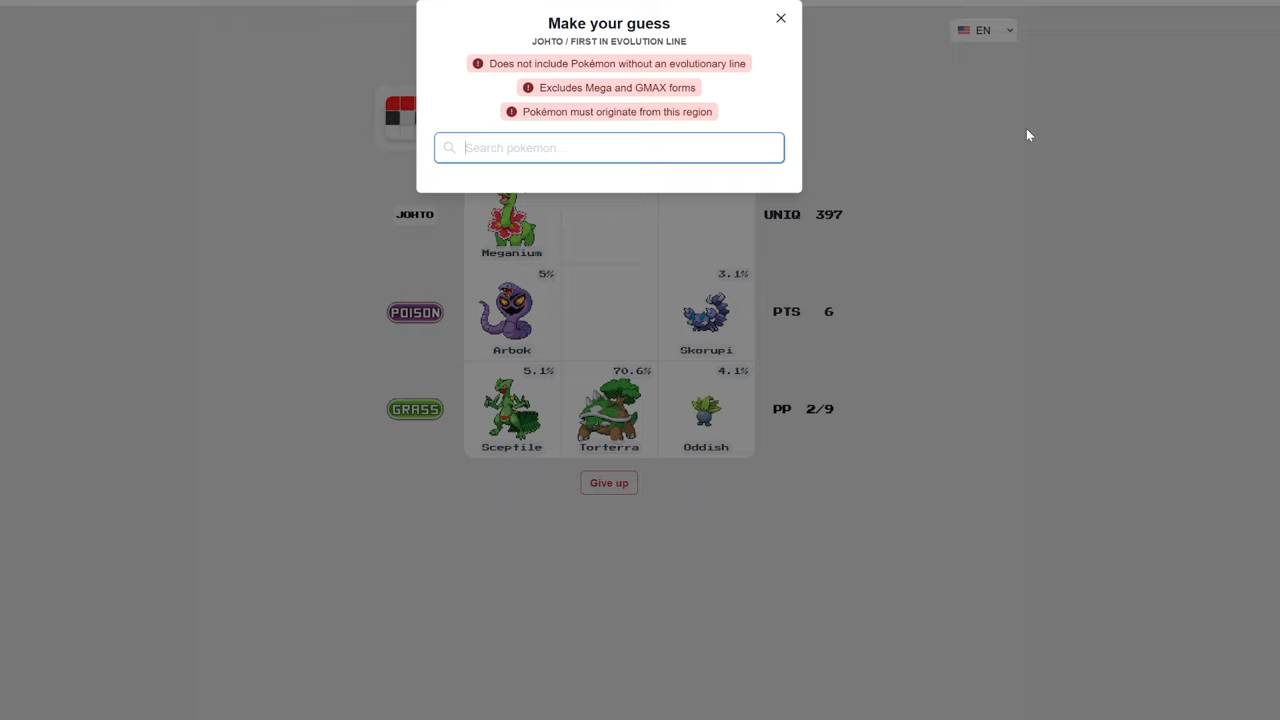 Make your guess
JOHTO / FIRST IN EVOLUTION LINE
Does not include Pokémon without an evolutionary line
Excludes Mega and GMAX forms
Pokémon must originate from this region
Search pokemon...
EN
JOHTO
Meganium
UNIQ 397
POISON
5%
Arbok
3.1%
Skorupi
PTS 6
GRASS
5.1%
Sceptile
70.6%
Torterra
4.1%
Oddish
PP 2/9
Give up